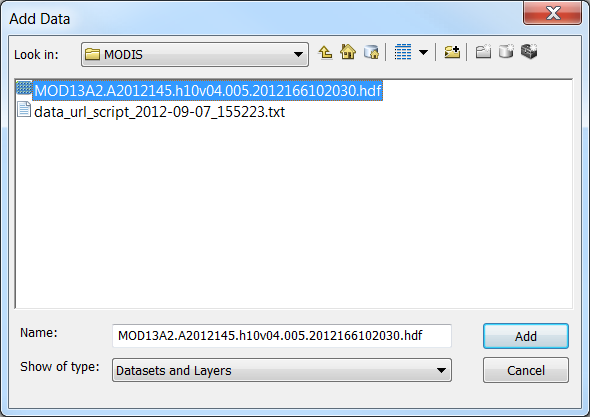 Add Data
Look in: MODIS
MOD13A2.A2012145.h10v04.005.2012166102030.hdf
data_url_script_2012-09-07_155223.txt
Name: MOD13A2.A2012145.h10v04.005.2012166102030.hdf Add
Show of type: Datasets and Layers Cancel